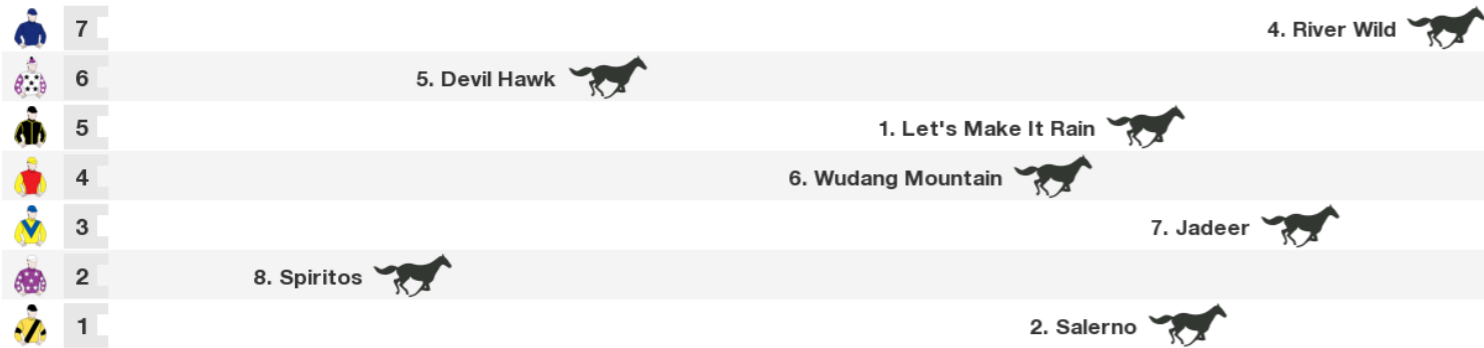 7 4. River Wild
6 5. Devil Hawk
5 1. Let's Make It Rain
4 6. Wudang Mountain
3 7. Jadeer
2 8. Spiritos
1 2. Salerno